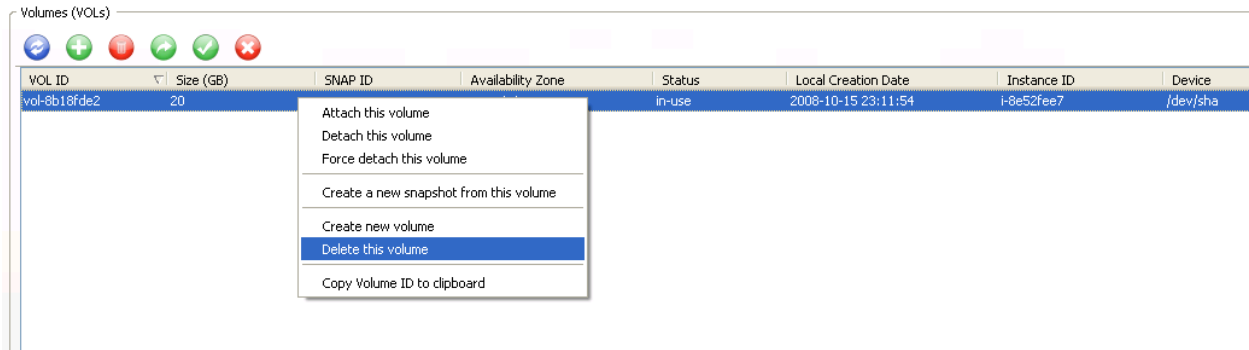 Volumes (VOLs)
VOL ID Size (GB) SNAP ID Availability Zone Status Local Creation Date Instance ID Device
vol-8b18fde2 20 in-use 2008-10-15 23:11:54 i-8e52fee7 /dev/sha
Attach this volume
Detach this volume
Force detach this volume
Create a new snapshot from this volume
Create new volume
Delete this volume
Copy Volume ID to clipboard